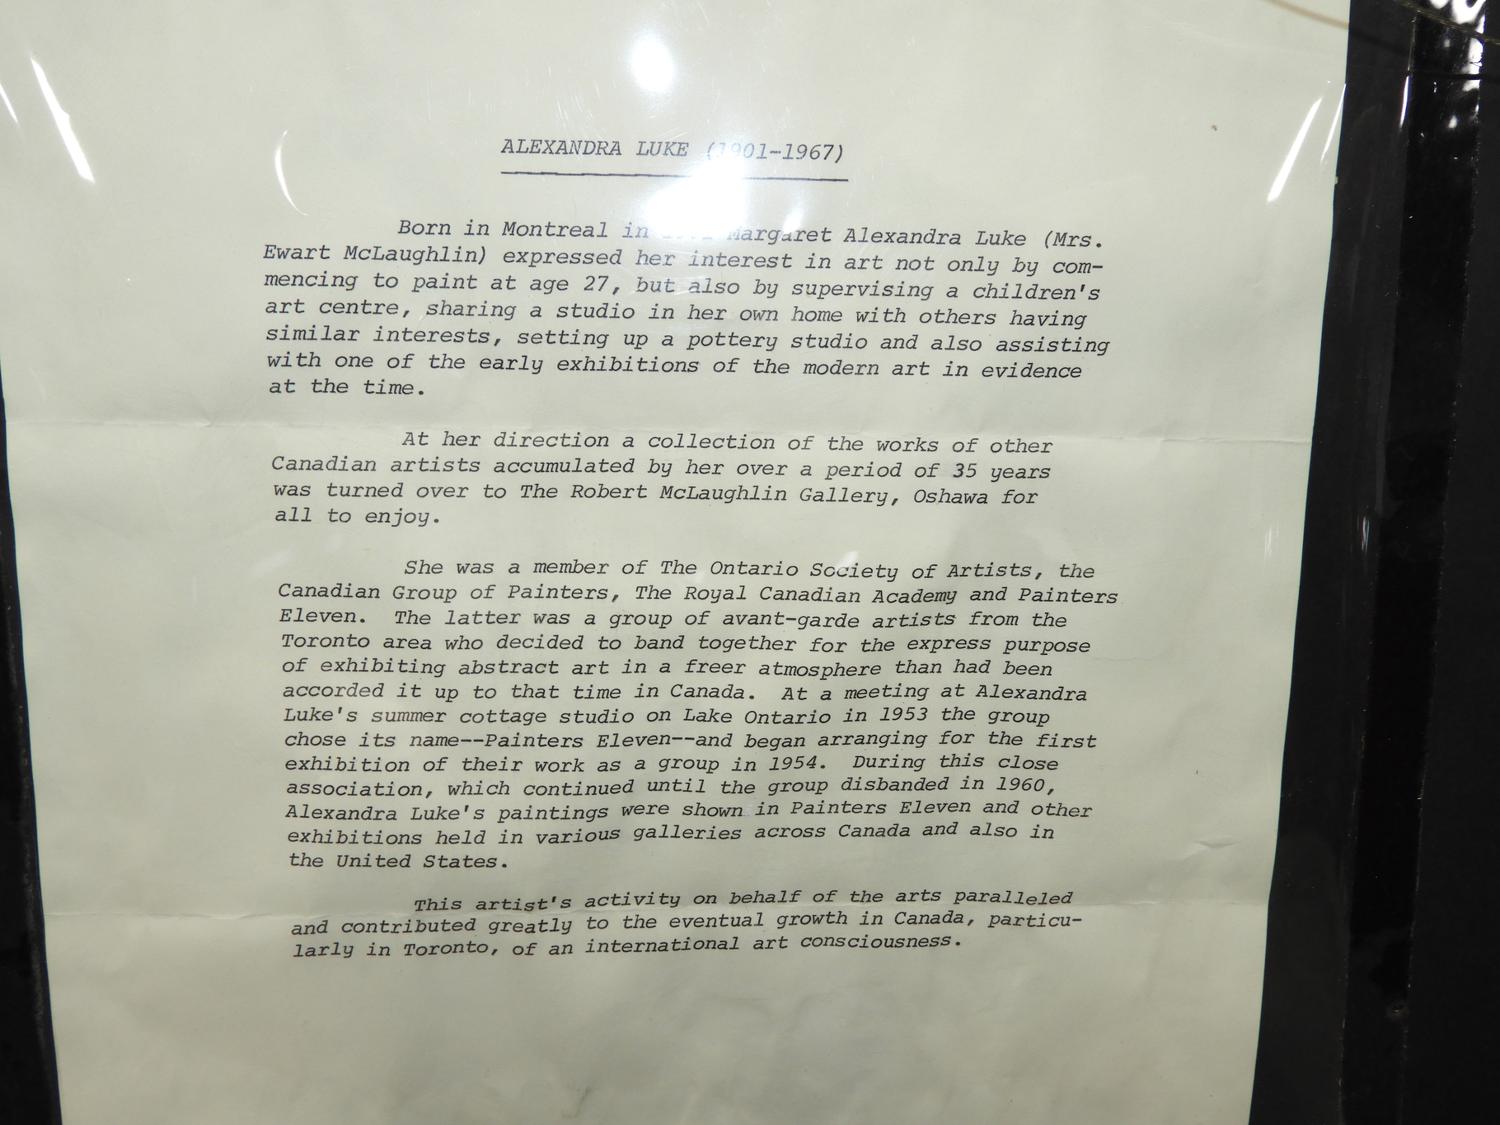 ALEXANDRA LUKE (1901-1967)
Born in Montreal in Margaret Alexandra Luke (Mrs.
Ewart McLaughlin) expressed her interest in art not only by com-
mencing to paint at age 27, but also by supervising a children's
art centre, sharing a studio in her own home with others having
similar interests, setting up a pottery studio and also assisting
with one of the early exhibitions of the modern art in evidence
at the time.
At her direction a collection of the works of other
Canadian artists accumulated by her over a period of 35 years
was turned over to The Robert McLaughlin Gallery, Oshawa for
all to enjoy.
She was a member of The Ontario Society of Artists, the
Canadian Group of Painters, The Royal Canadian Academy and Painters
Eleven. The latter was a group of avant-garde artists from the
Toronto area who decided to band together for the express purpose
of exhibiting abstract art in a freer atmosphere than had been
accorded it up to that time in Canada. At a meeting at Alexandra
Luke's summer cottage studio on Lake Ontario in 1953 the group
chose its name--Painters Eleven--and began arranging for the first
exhibition of their work as a group in 1954. During this close
association, which continued until the group disbanded in 1960,
Alexandra Luke's paintings were shown in Painters Eleven and other
exhibitions held in various galleries across Canada and also in
the United States.
This artist's activity on behalf of the arts paralleled
and contributed greatly to the eventual growth in Canada, particu-
larly in Toronto, of an international art consciousness.